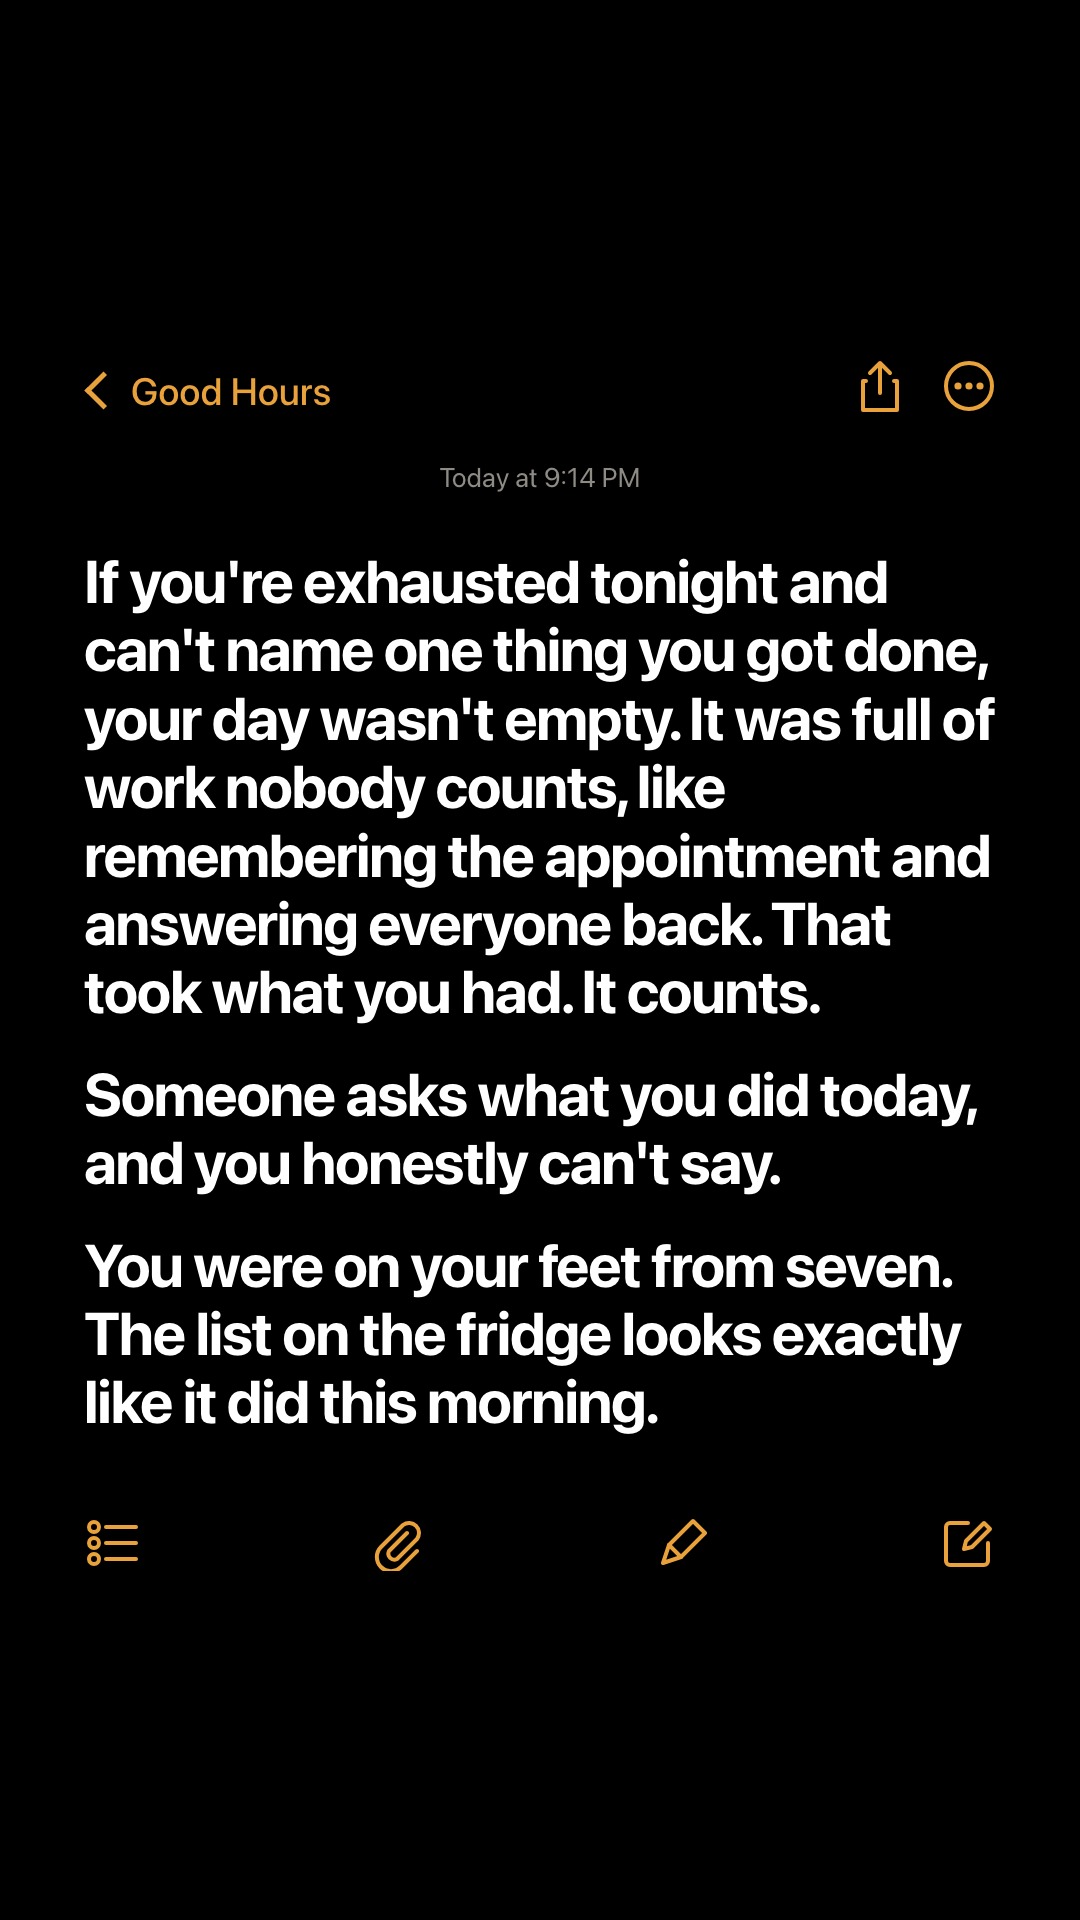 Good Hours
Today at 9:14 PM
If you're exhausted tonight and
can't name one thing you got done,
your day wasn't empty. It was full of
work nobody counts, like
remembering the appointment and
answering everyone back. That
took what you had. It counts.
Someone asks what you did today,
and you honestly can't say.
You were on your feet from seven.
The list on the fridge looks exactly
like it did this morning.